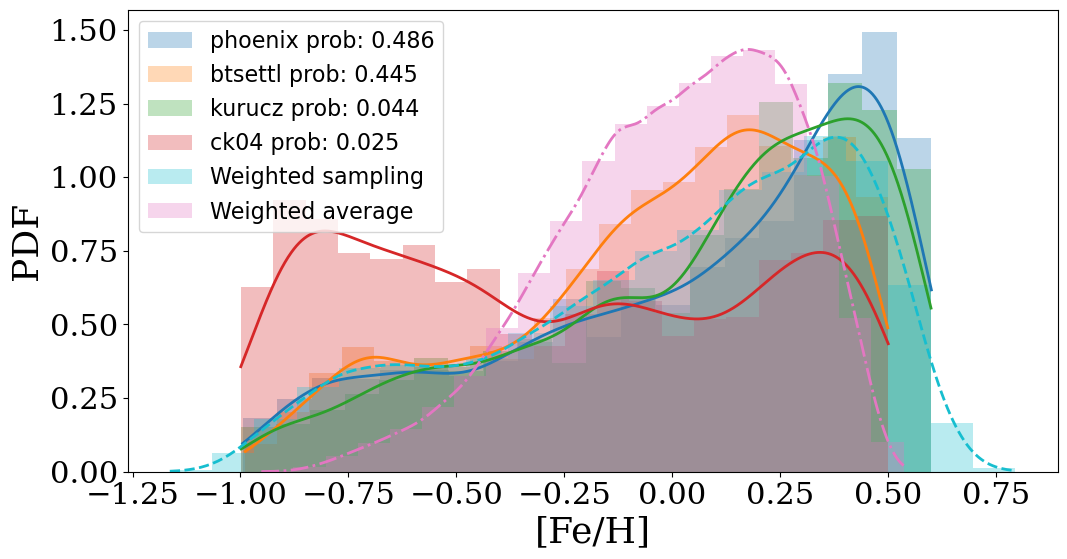 1.50
1.25
1.00
0.75
0.50
0.25
0.00
PDF
phoenix prob: 0.486
btsettl prob: 0.445
kurucz prob: 0.044
ck04 prob: 0.025
Weighted sampling
Weighted average
−1.25 −1.00 −0.75 −0.50 −0.25 0.00 0.25 0.50 0.75
[Fe/H]